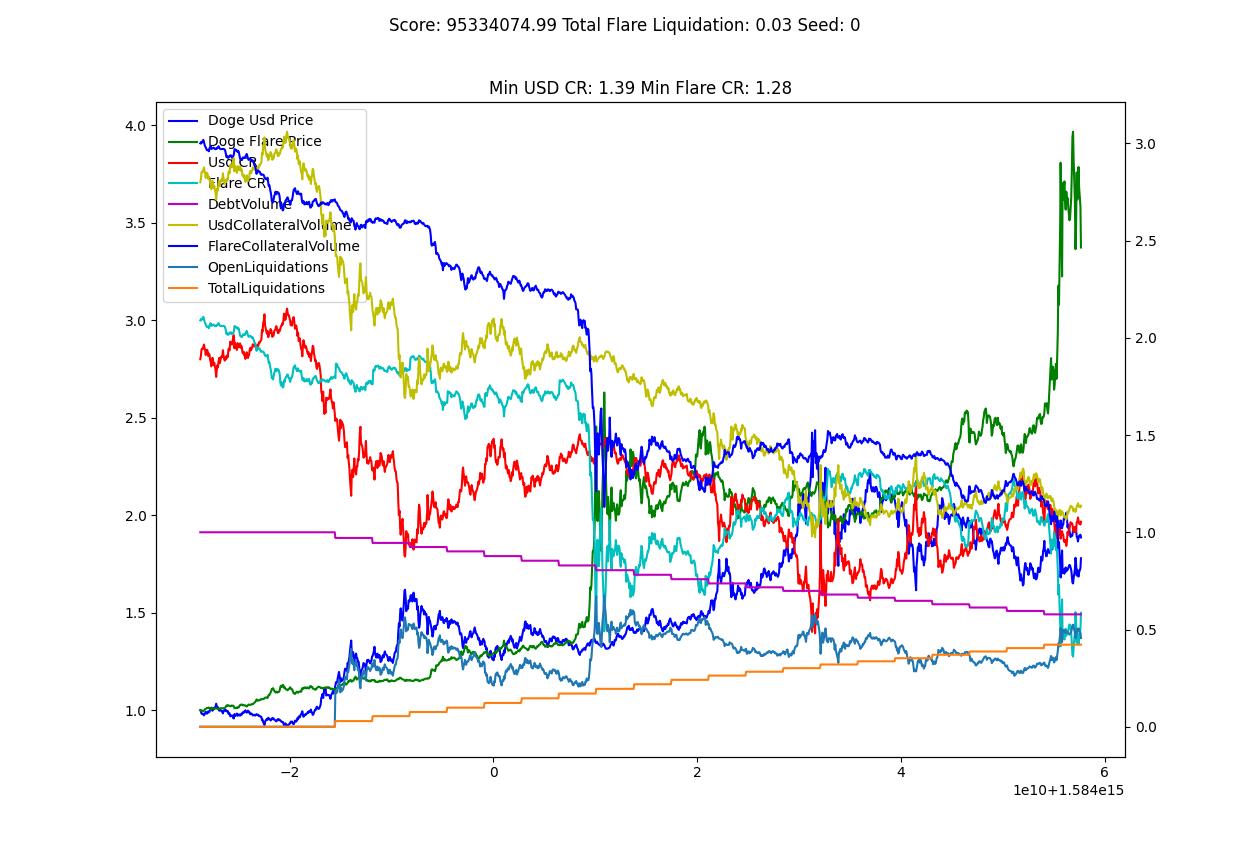 Score: 95334074.99 Total Flare Liquidation: 0.03 Seed: 0
Min USD CR: 1.39 Min Flare CR: 1.28
Doge Usd Price
Doge Flare Price
Usd CR
Flare CR
DebtVolume
UsdCollateralVolume
FlareCollateralVolume
OpenLiquidations
TotalLiquidations
4.0
3.5
3.0
2.5
2.0
1.5
1.0
3.0
2.5
2.0
1.5
1.0
0.5
0.0
−2
0
2
4
6
1e10+1.584e15